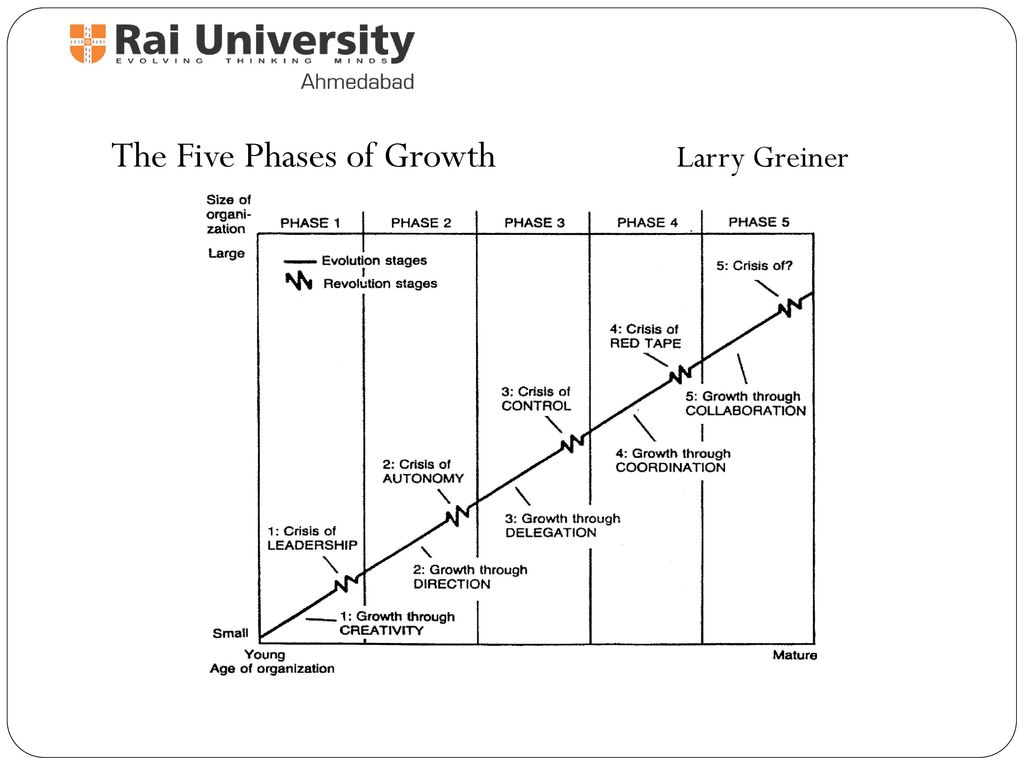 Rai University
EVOLVING THINKING MINDS
Ahmedabad
The Five Phases of Growth
Larry Greiner
Size of
organi-
zation
PHASE 1
PHASE 2
PHASE 3
PHASE 4
PHASE 5
Large
Evolution stages
Revolution stages
5: Crisis of?
4: Crisis of
RED TAPE
3: Crisis of
CONTROL
5: Growth through
COLLABORATION
2: Crisis of
AUTONOMY
4: Growth through
COORDINATION
1: Crisis of
LEADERSHIP
3: Growth through
DELEGATION
2: Growth through
DIRECTION
1: Growth through
CREATIVITY
Small
Young
Mature
Age of organization